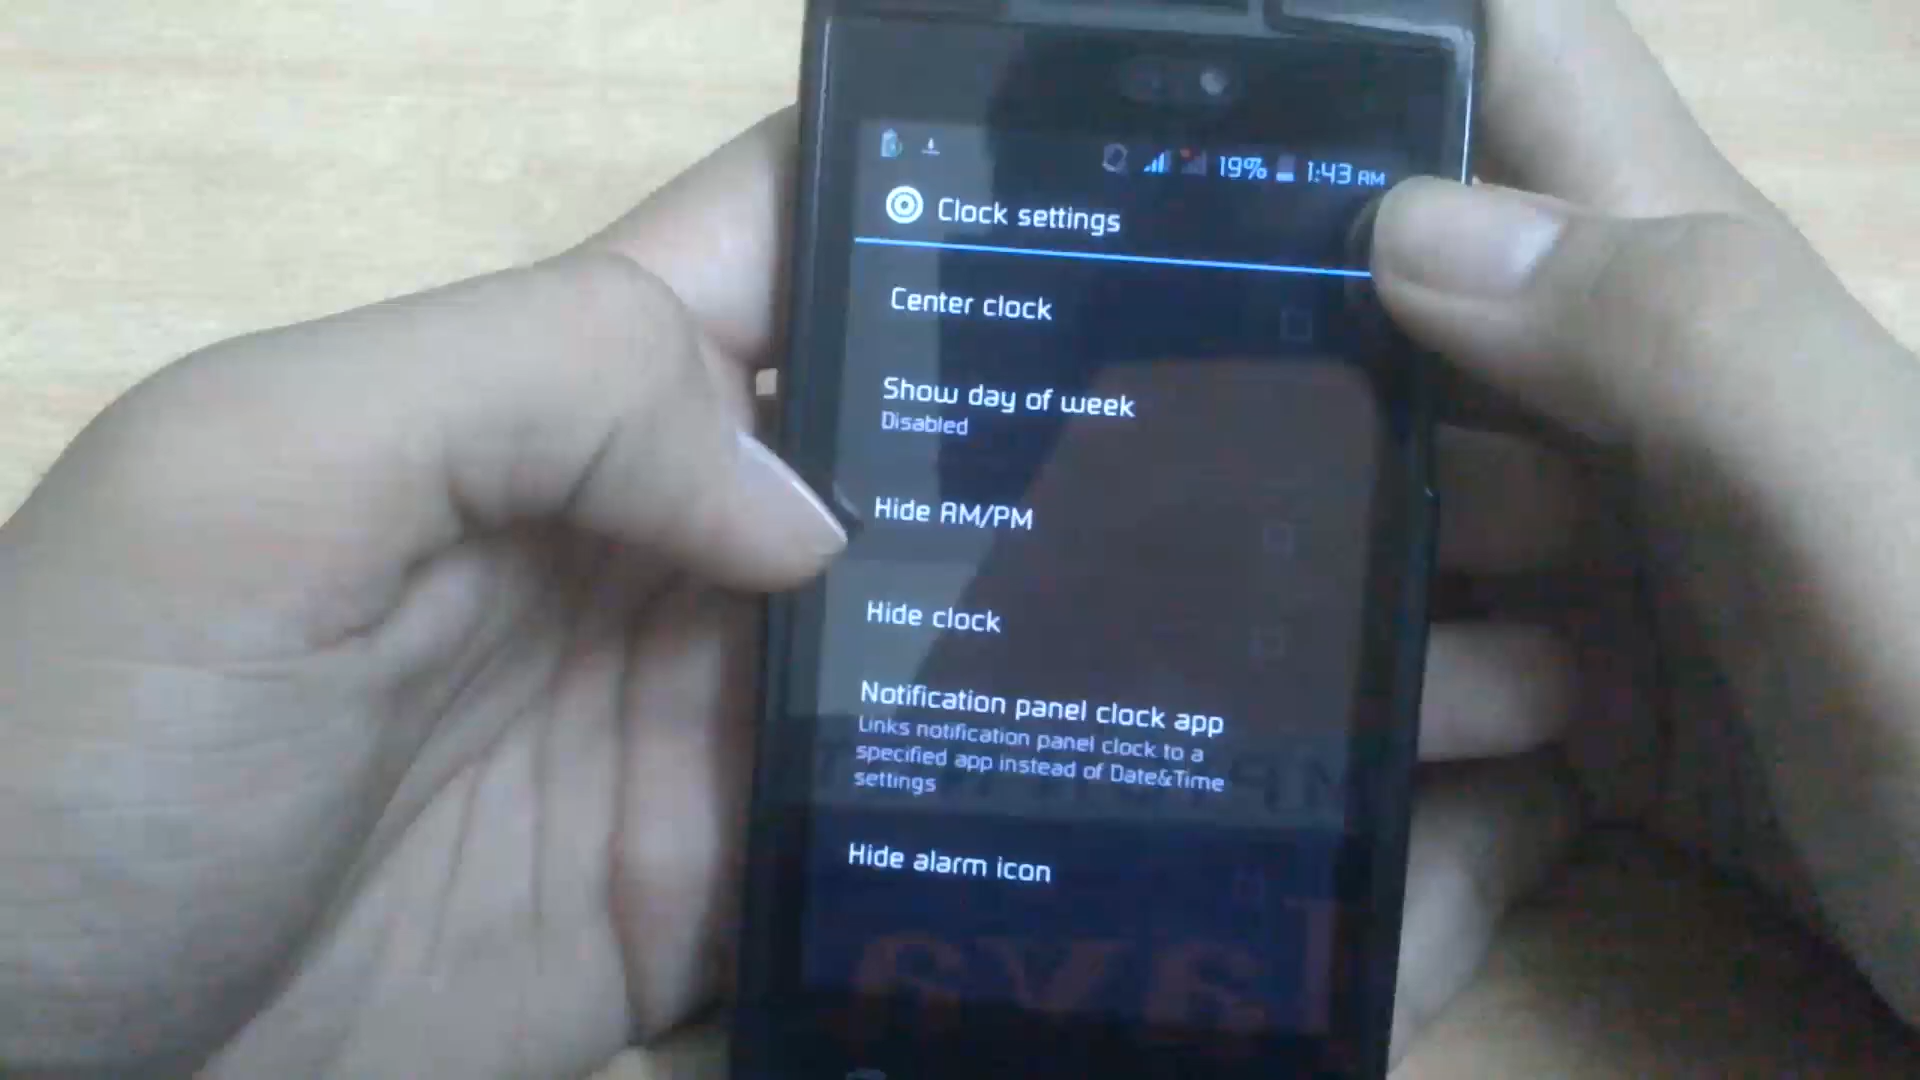 19% 1:43 AM
Clock settings
Center clock
Show day of week
Disabled
Hide AM/PM
Hide clock
Notification panel clock app
Links notification panel clock to a
specified app instead of Date&Time
settings
Hide alarm icon